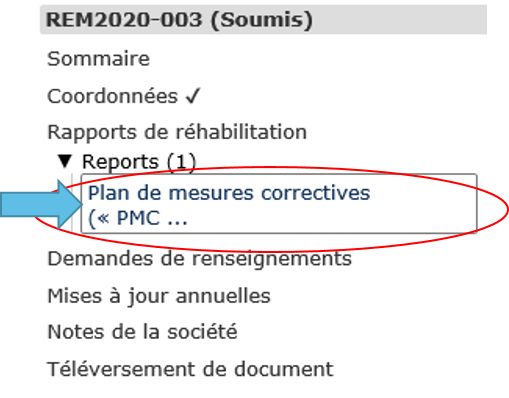 REM2020-003 (Soumis)
Sommaire
Coordonnées ✓
Rapports de réhabilitation
▼ Reports (1)
Plan de mesures correctives
(« PMC ...
Demandes de renseignements
Mises à jour annuelles
Notes de la société
Téléversement de document